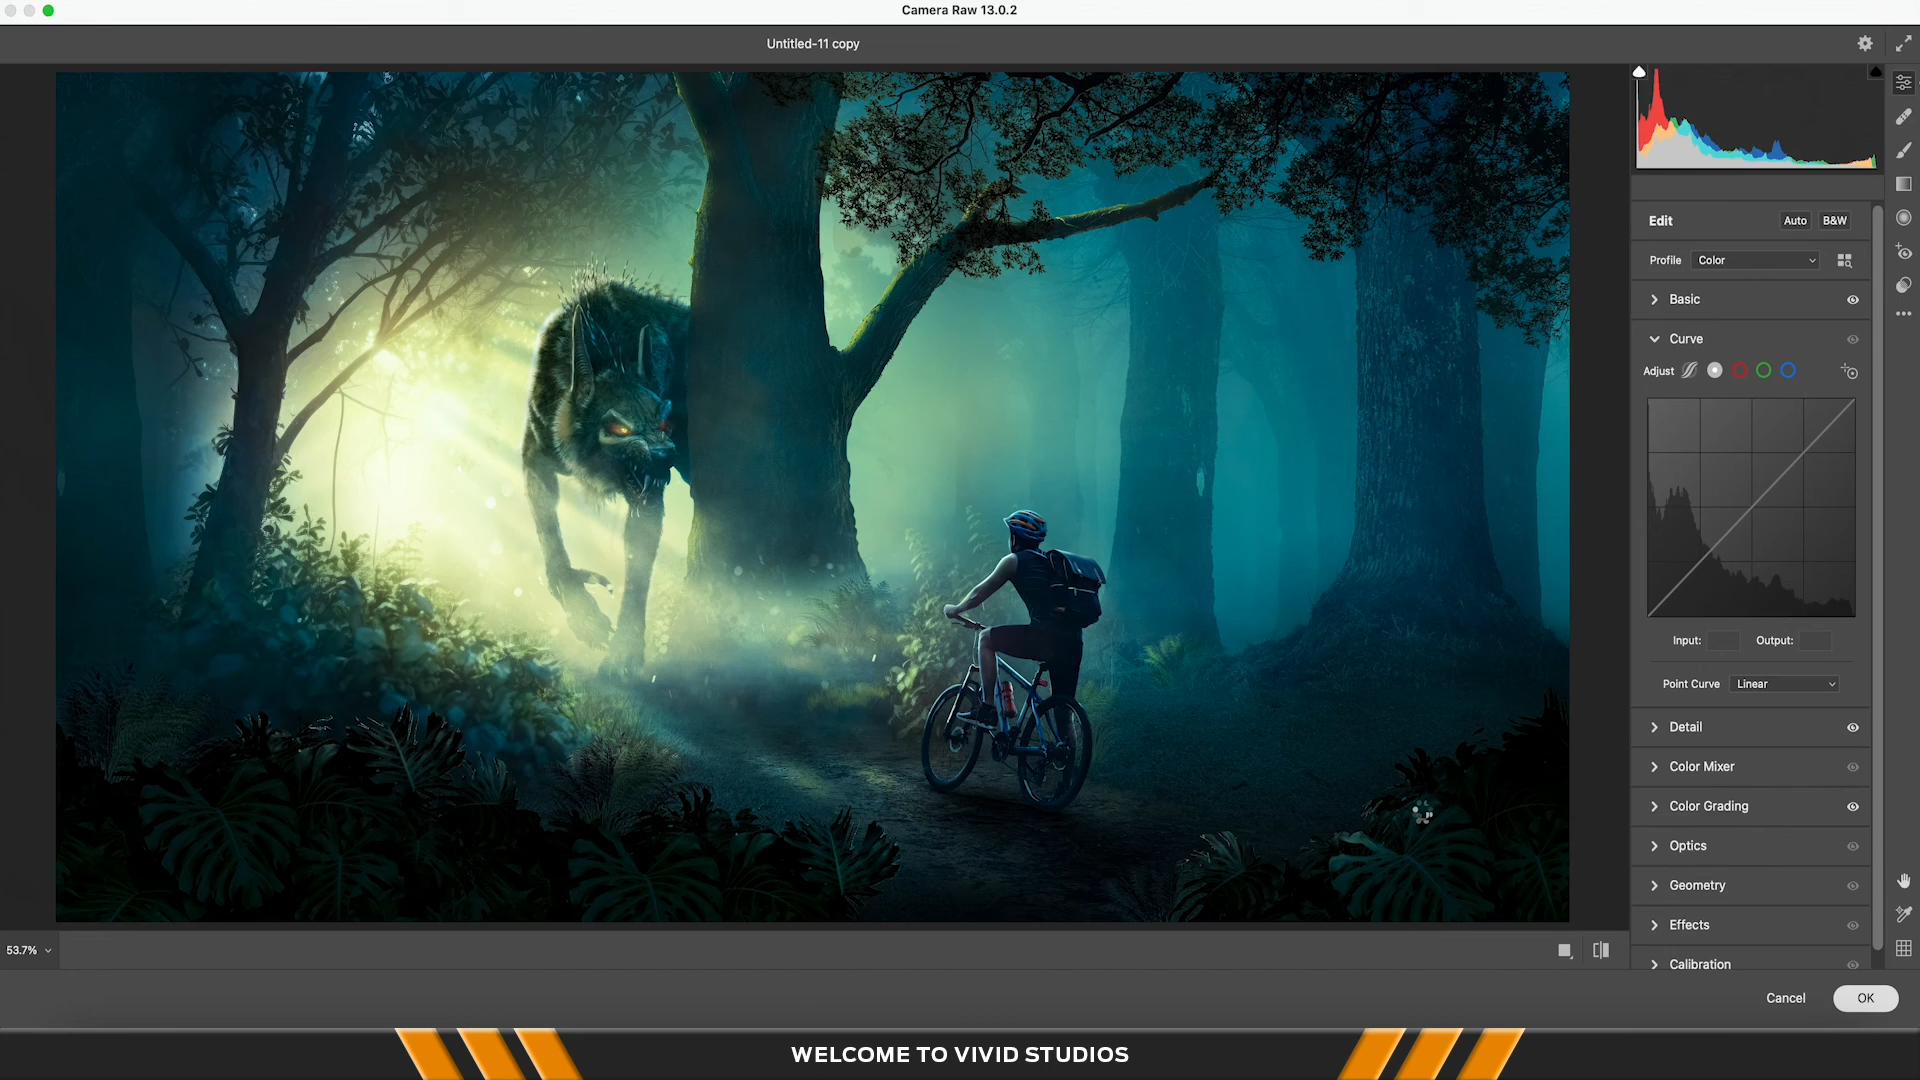 Camera Raw 13.0.2
Untitled-11 copy
Edit
Auto
B&W
Profile
Color
Basic
Curve
Adjust
Input:
Output:
Point Curve
Linear
Detail
Color Mixer
Color Grading
Optics
Geometry
Effects
Calibration
53.7%
Cancel
OK
WELCOME TO VIVID STUDIOS